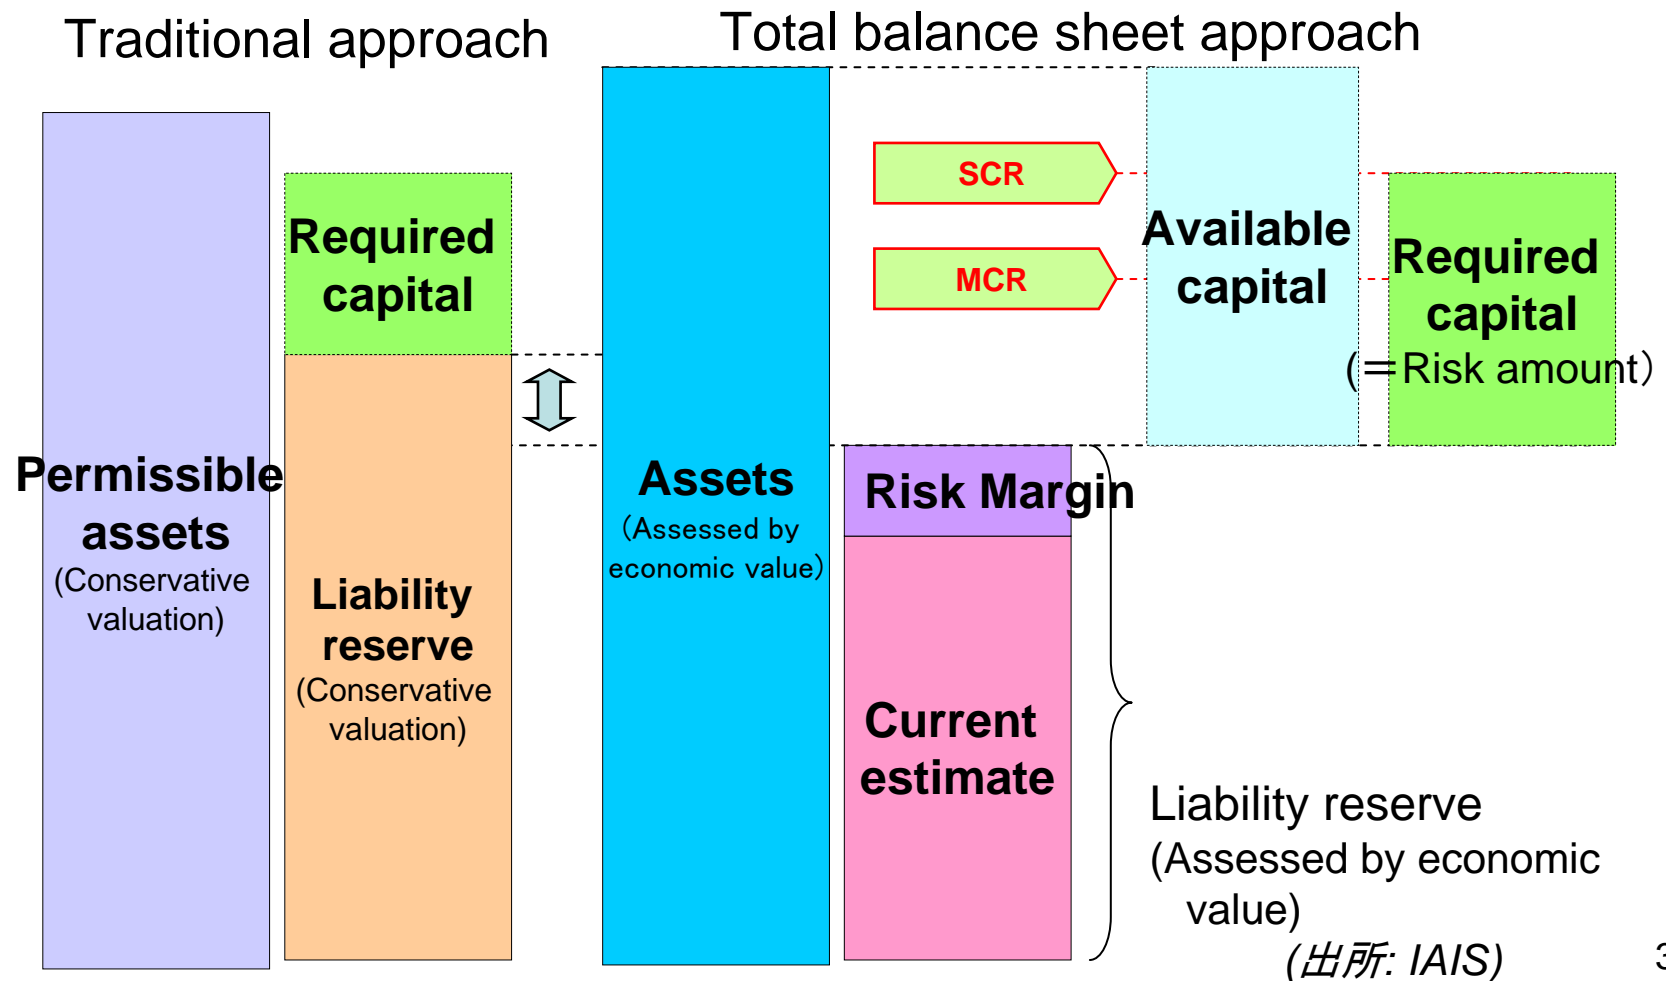 Traditional approach
Total balance sheet approach
Permissible
assets
(Conservative
valuation)
Required
capital
Liability
reserve
(Conservative
valuation)
Assets
（Assessed by
economic value）
SCR
MCR
Risk Margin
Current
estimate
Available
capital
Required
capital
(＝Risk amount）
Liability reserve
(Assessed by economic
value)
(出所: IAIS)
3